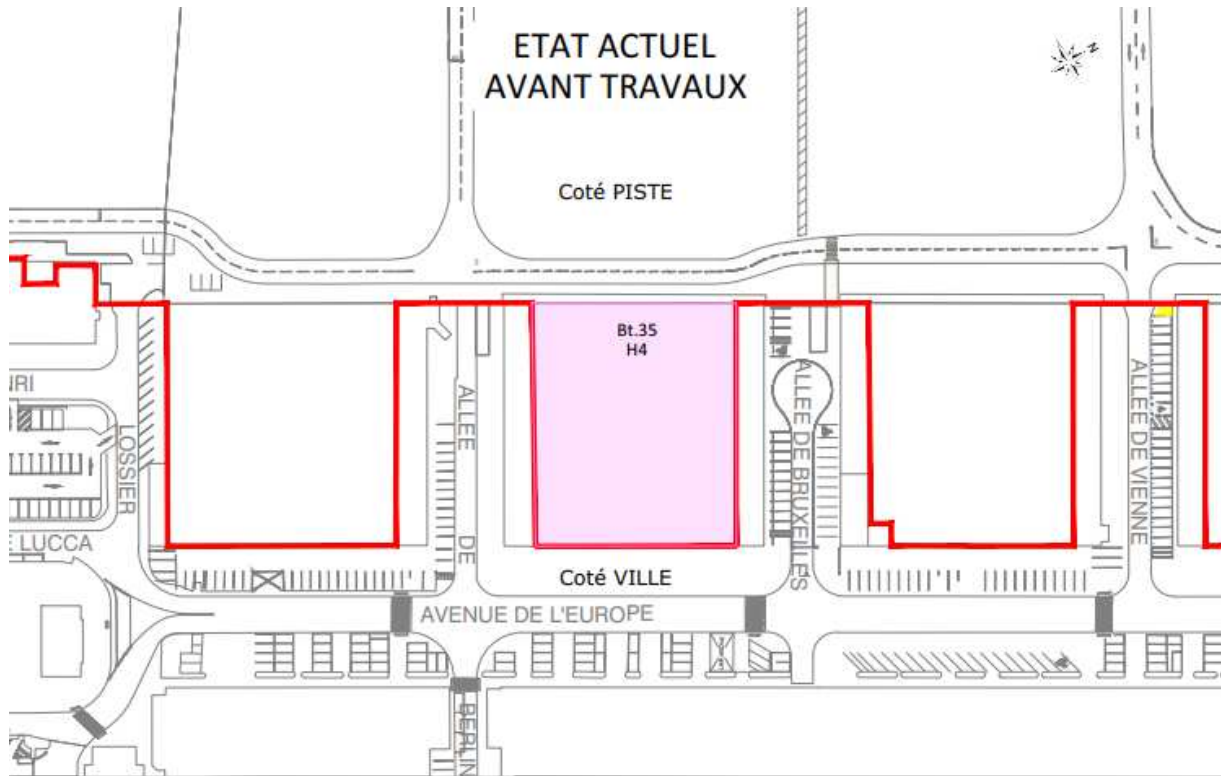 ETAT ACTUEL
AVANT TRAVAUX
N
Coté PISTE
Bt.35
H4
NRI
LOSSIER
LUCCA
ALLEE DE
BERLIN
ALLEE DE BRUXELLES
ALLEE DE VIENNE
Coté VILLE
AVENUE DE L'EUROPE